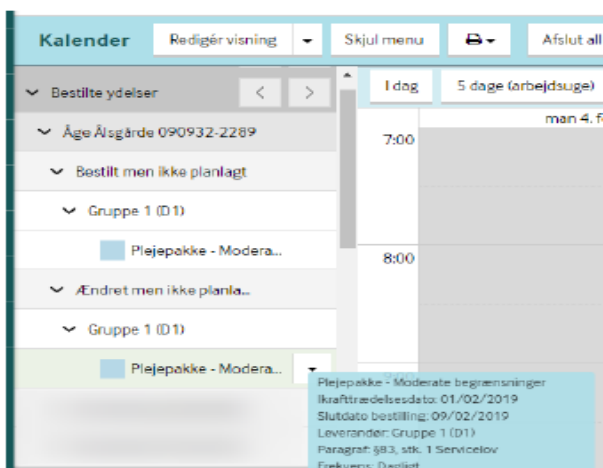 Kalender
Redigér visning
Skjul menu
Afslut all
Bestilte ydelser
I dag
5 dage (arbejdsuge)
man 4. f
Åge Ålsgårde 090932-2289
7:00
Bestilt men ikke planlagt
Gruppe 1 (D1)
Plejepakke - Modera...
8:00
Ændret men ikke planla...
Gruppe 1 (D1)
Plejepakke - Modera...
Plejepakke - Moderate begrænsninger
Ikrafttrædelsesdato: 01/02/2019
Slutdato bestilling: 09/02/2019
Leverandør: Gruppe 1 (D1)
Paragraf: §83, stk. 1 Servicelov
Frekvens: Dagligt